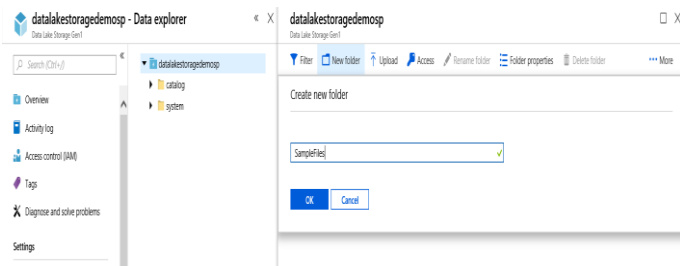 datalakestoragedemosp - Data explorer
Data Lake Storage Gen1
Search (Ctrl+/)
Overview
Activity log
Access control (IAM)
Tags
Diagnose and solve problems
Settings
datalakestoragedemosp
catalog
system
datalakestoragedemosp
Data Lake Storage Gen1
Filter New folder Upload Access Rename folder Folder properties Delete folder ••• More
Create new folder
SampleFiles
OK Cancel